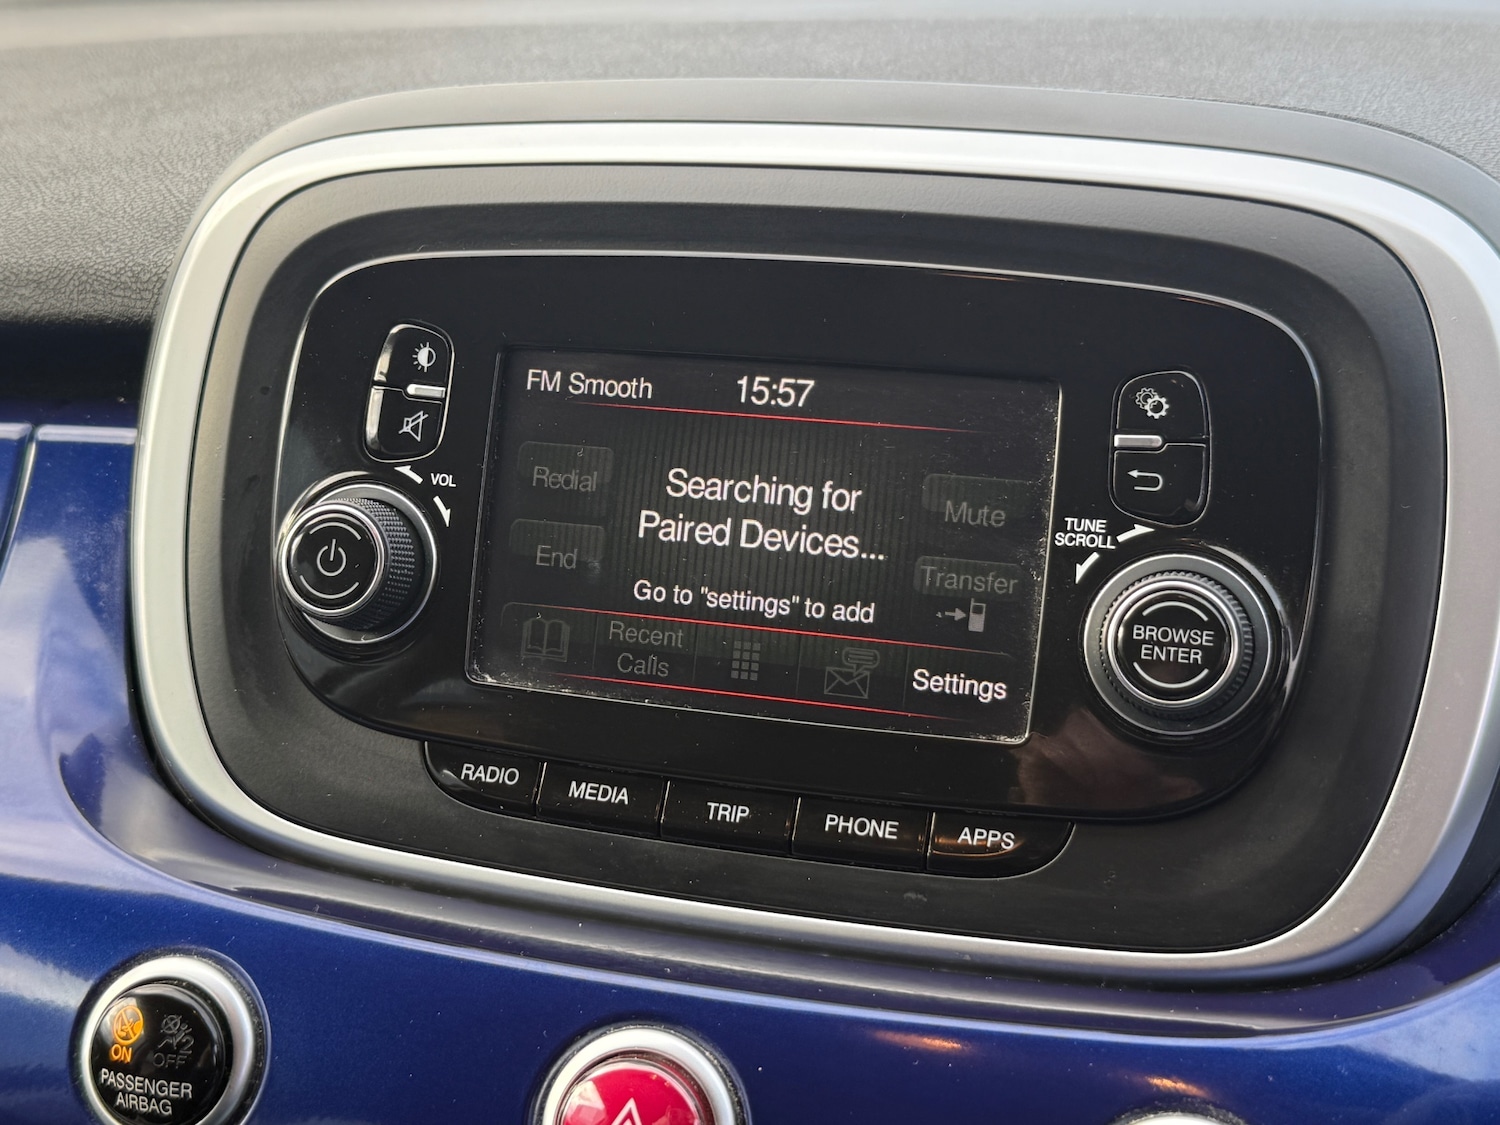 FM Smooth
15:57
VOL
Redial
Searching for
Paired Devices...
Mute
TUNE
SCROLL
End
Transfer
Go to "settings" to add
Recent
Calls
Settings
BROWSE
ENTER
RADIO
MEDIA
TRIP
PHONE
APPS
ON
OFF
2
PASSENGER
AIRBAG